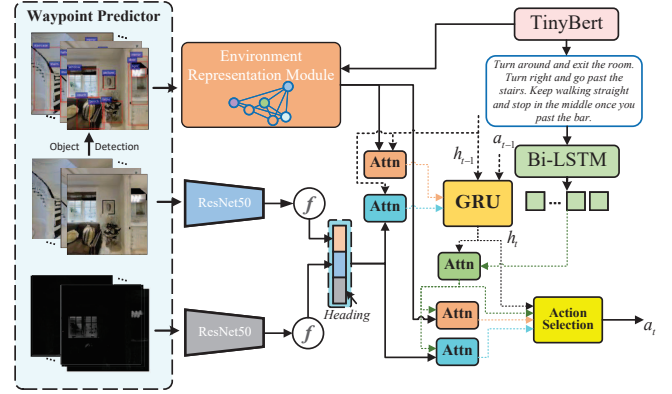 Waypoint Predictor
TinyBert
Environment
Representation Module
Turn around and exit the room.
Turn right and go past the
stairs. Keep walking straight
and stop in the middle once you
past the bar.
Object Detection
h_{t-1}
a_{t-1}
Attn
Bi-LSTM
ResNet50
f
Attn
GRU
h_t
Attn
Heading
ResNet50
f
Attn
Action
Selection
a_t
Attn